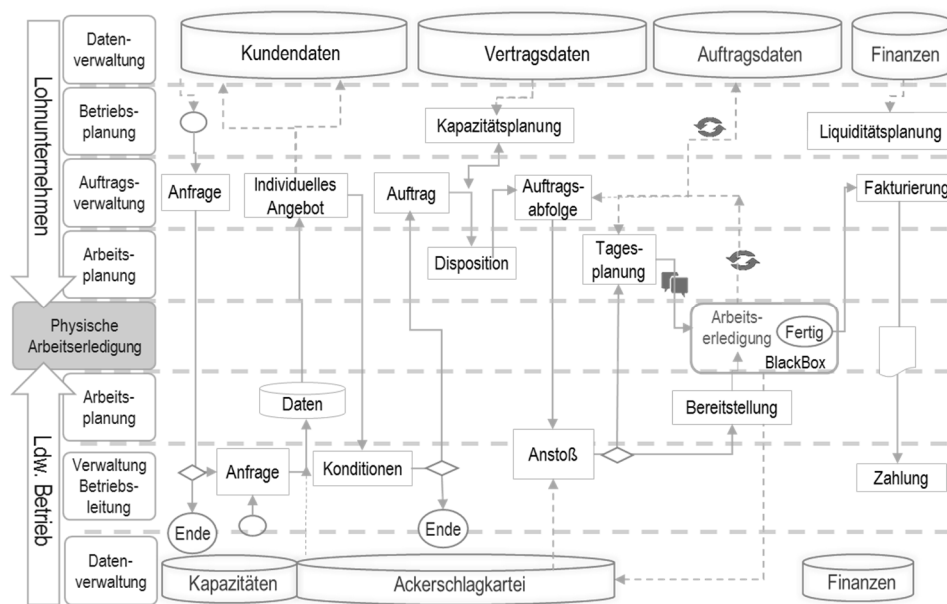 Lohnunternehmen
Ldw. Betrieb
Daten-
verwaltung
Kundendaten
Vertragsdaten
Auftragsdaten
Finanzen
Betriebs-
planung
Kapazitätsplanung
Liquiditätsplanung
Auftrags-
verwaltung
Anfrage
Individuelles
Angebot
Auftrag
Auftrags-
abfolge
Fakturierung
Arbeits-
planung
Disposition
Tages-
planung
Physische
Arbeitserledigung
Arbeits-
erledigung
Fertig
BlackBox
Arbeits-
planung
Daten
Bereitstellung
Verwaltung
Betriebs-
leitung
Anfrage
Konditionen
Anstoß
Zahlung
Ende
Ende
Daten-
verwaltung
Kapazitäten
Ackerschlagkartei
Finanzen